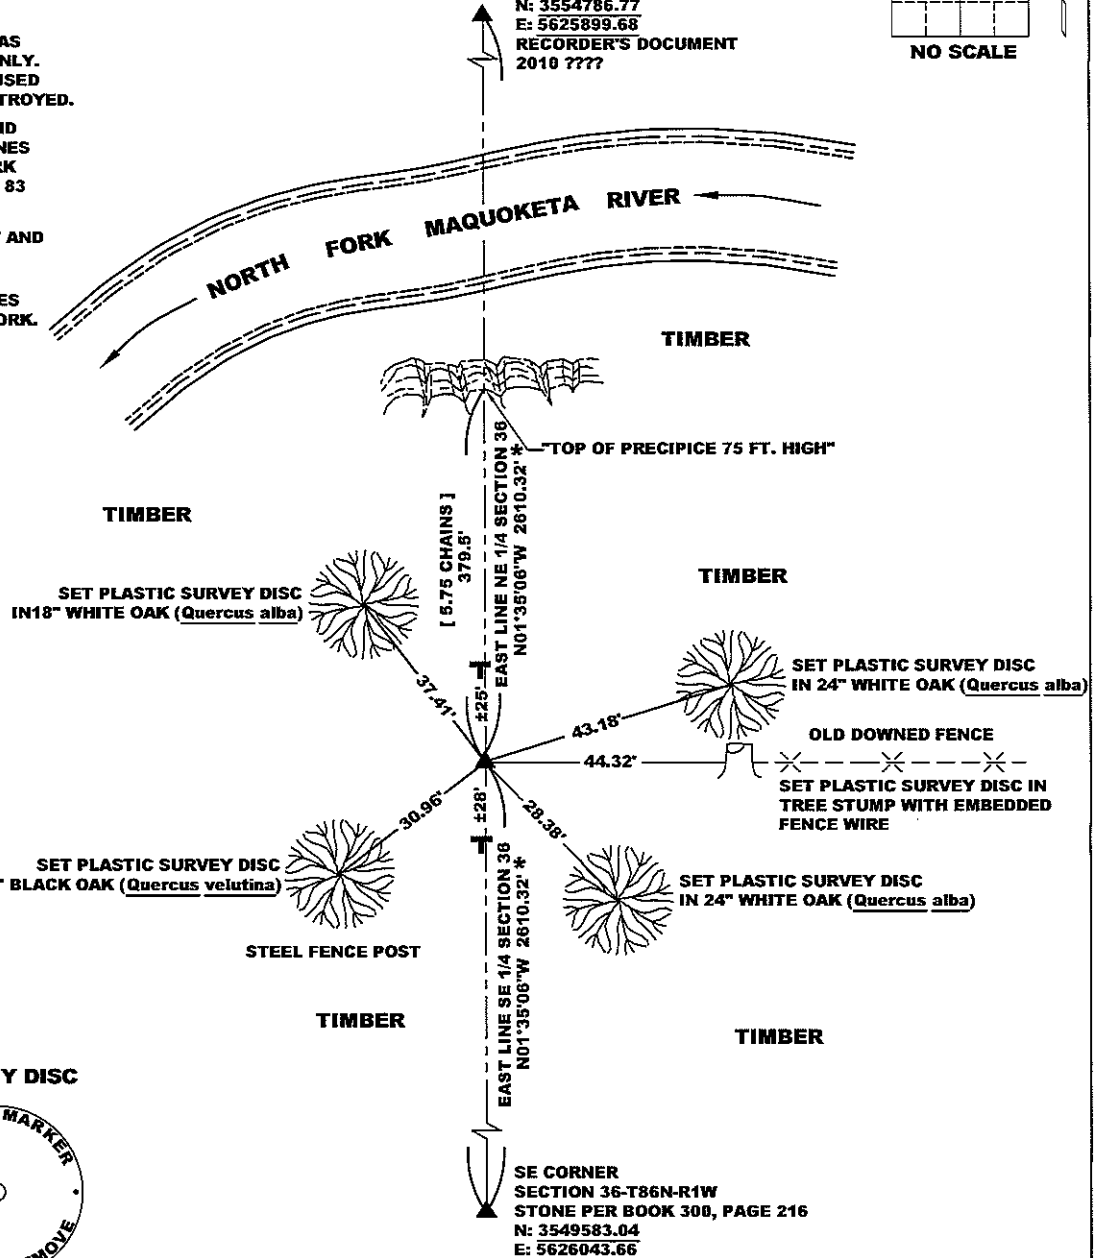 N: 3554786.77
E: 5625899.68
RECORDER'S DOCUMENT
2010 ????
NO SCALE
AS
NLY.
ISED
TROYED.
ID
NES
RK
83
AND
ES
ORK.
NORTH FORK MAQUOKETA RIVER
TIMBER
"TOP OF PRECIPICE 75 FT. HIGH"
TIMBER
[ 5.75 CHAINS ]
379.5'
EAST LINE NE 1/4 SECTION 36
N01°35'06"W 2610.32' *
TIMBER
SET PLASTIC SURVEY DISC
IN18" WHITE OAK (Quercus alba)
SET PLASTIC SURVEY DISC
IN 24" WHITE OAK (Quercus alba)
37.41'
±25'
43.18'
OLD DOWNED FENCE
44.32'
SET PLASTIC SURVEY DISC IN
TREE STUMP WITH EMBEDDED
FENCE WIRE
30.96'
±28'
28.38'
SET PLASTIC SURVEY DISC
" BLACK OAK (Quercus velutina)
SET PLASTIC SURVEY DISC
IN 24" WHITE OAK (Quercus alba)
STEEL FENCE POST
EAST LINE SE 1/4 SECTION 36
N01°35'06"W 2610.32' *
TIMBER
TIMBER
Y DISC
MARKER
MOVE
SE CORNER
SECTION 36-T86N-R1W
STONE PER BOOK 300, PAGE 216
N: 3549583.04
E: 5626043.66